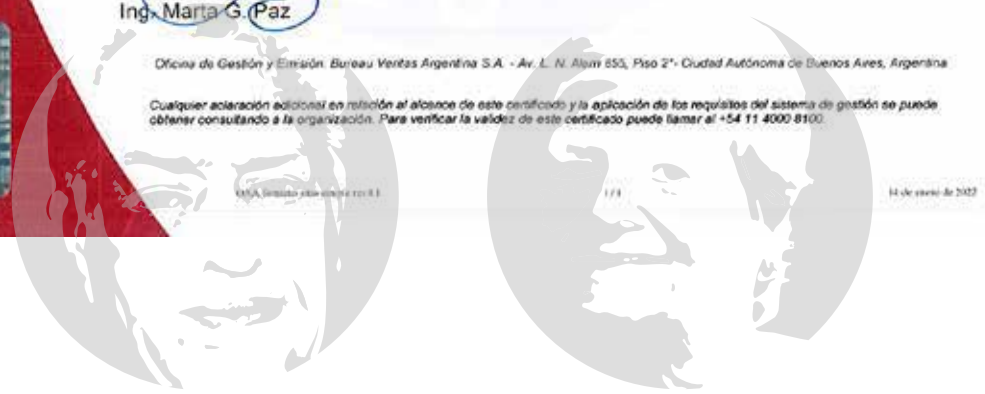 Ing. Marta G. Paz
Oficina de Gestión y Emisión. Bureau Veritas Argentina S.A. - Av. L. N. Alem 855, Piso 2°- Ciudad Autónoma de Buenos Aires, Argentina
Cualquier aclaración adicional en relación al alcance de este certificado y la aplicación de los requisitos del sistema de gestión se puede
obtener consultando a la organización. Para verificar la validez de este certificado puede llamar al +54 11 4000 8100.
1 / 1
14 de enero de 2022